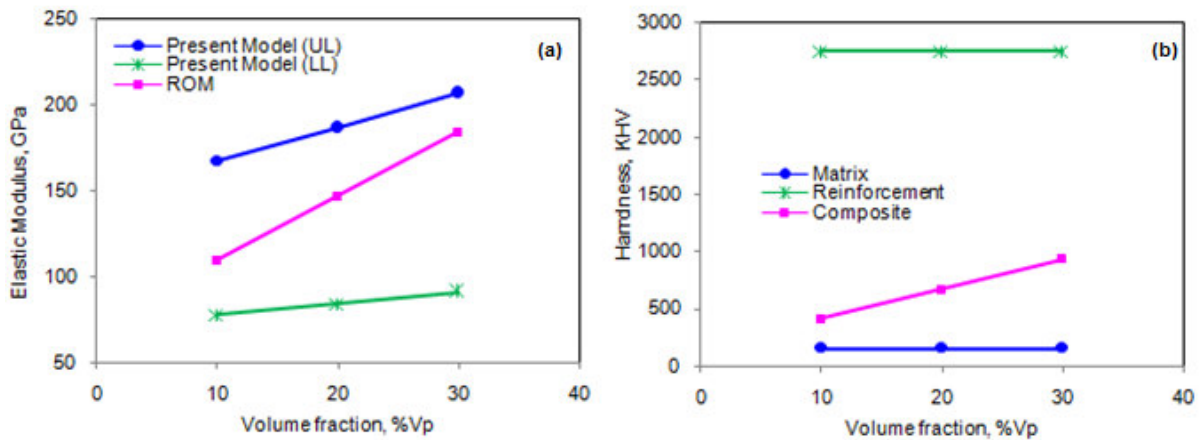 250
200
150
100
50
0
10
20
30
40
Elastic Modulus, GPa
Volume fraction, %Vp
Present Model (UL)
Present Model (LL)
ROM
(a)
3000
2500
2000
1500
1000
500
0
0
10
20
30
40
Harrdness, KHV
Volume fraction, %Vp
Matrix
Reinforcement
Composite
(b)